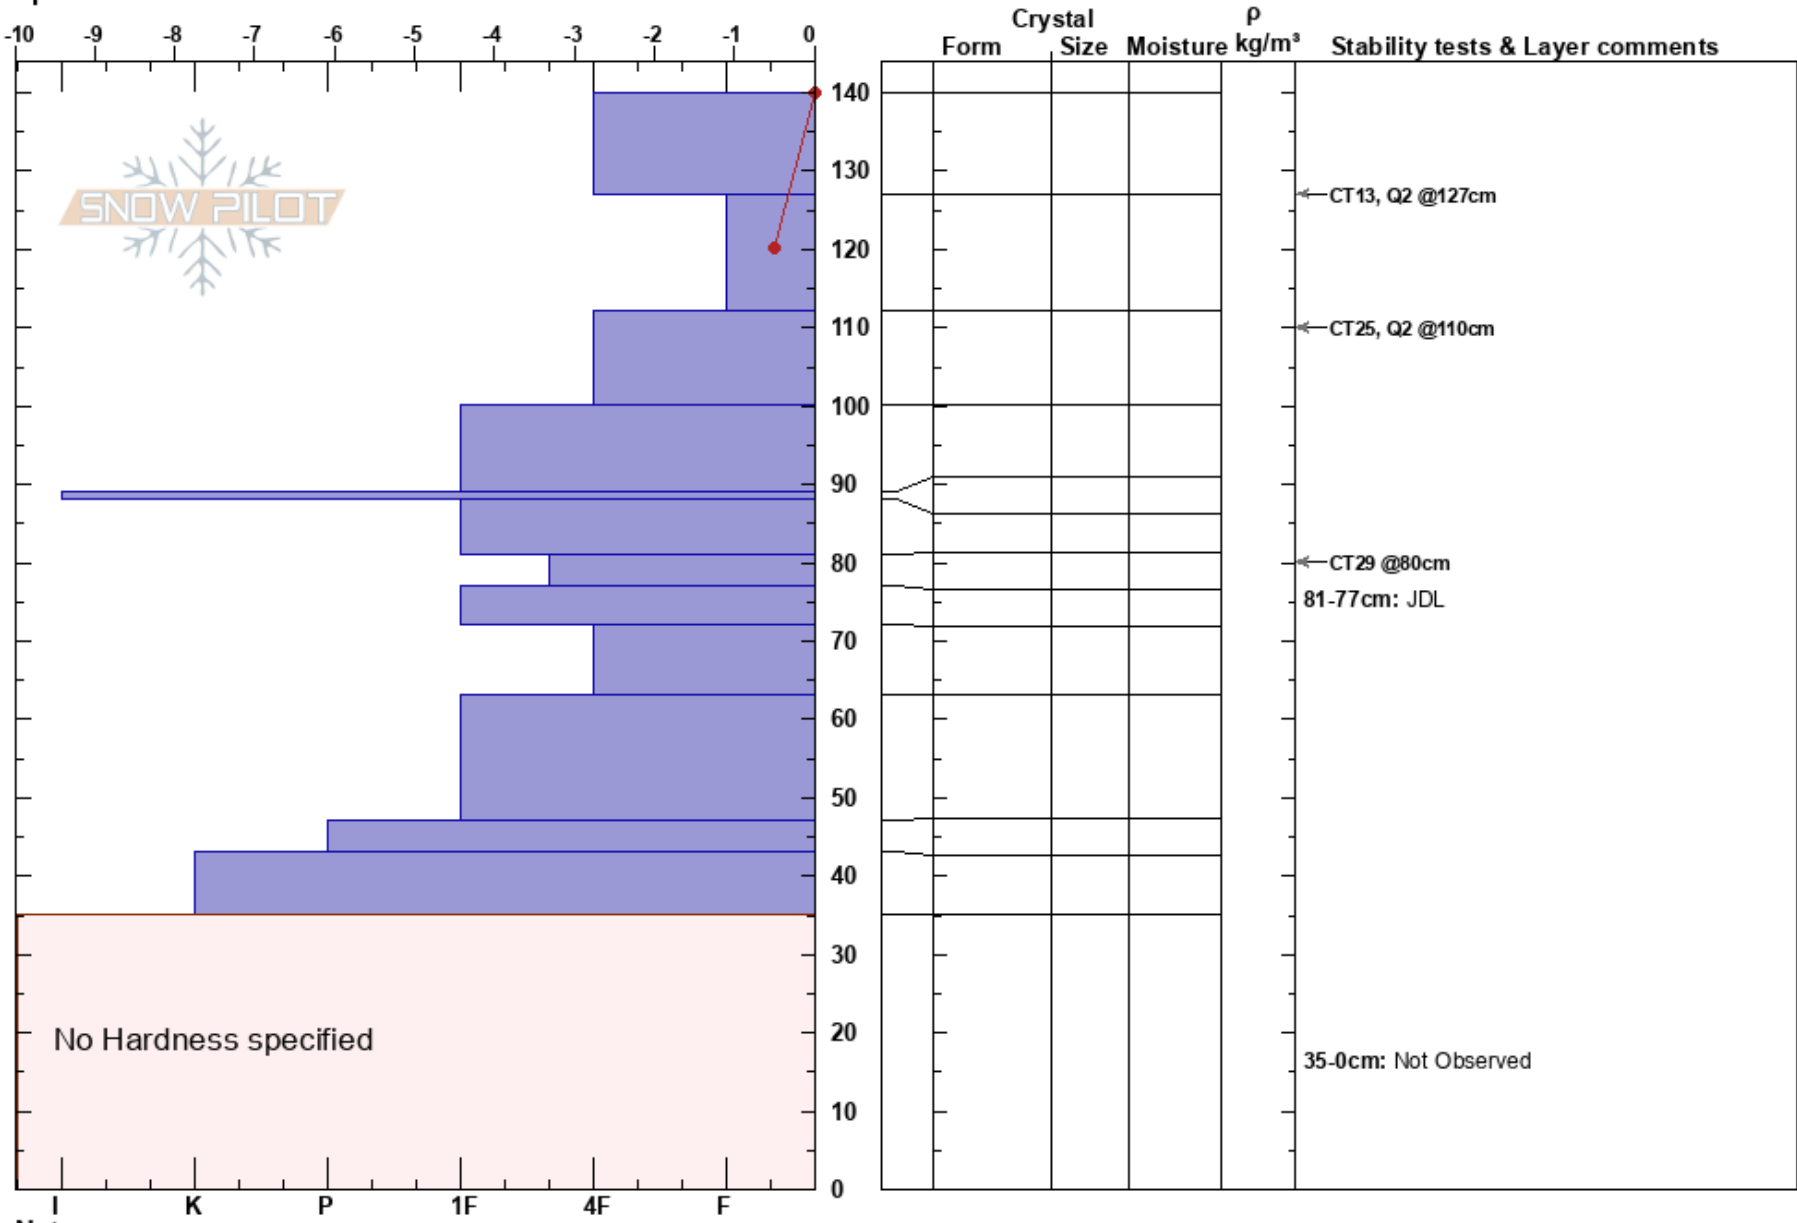 Crystal ρ
-10 -9 -8 -7 -6 -5 -4 -3 -2 -1 0 Form Size Moisture kg/m³ Stability tests & Layer comments
140
130
SNOW PILOT
CT13, Q2 @127cm
120
110 CT25, Q2 @110cm
100
90
80 CT29 @80cm
81-77cm: JDL
70
60
50
40
30
20
No Hardness specified
35-0cm: Not Observed
10
0
I K P 1F 4F F